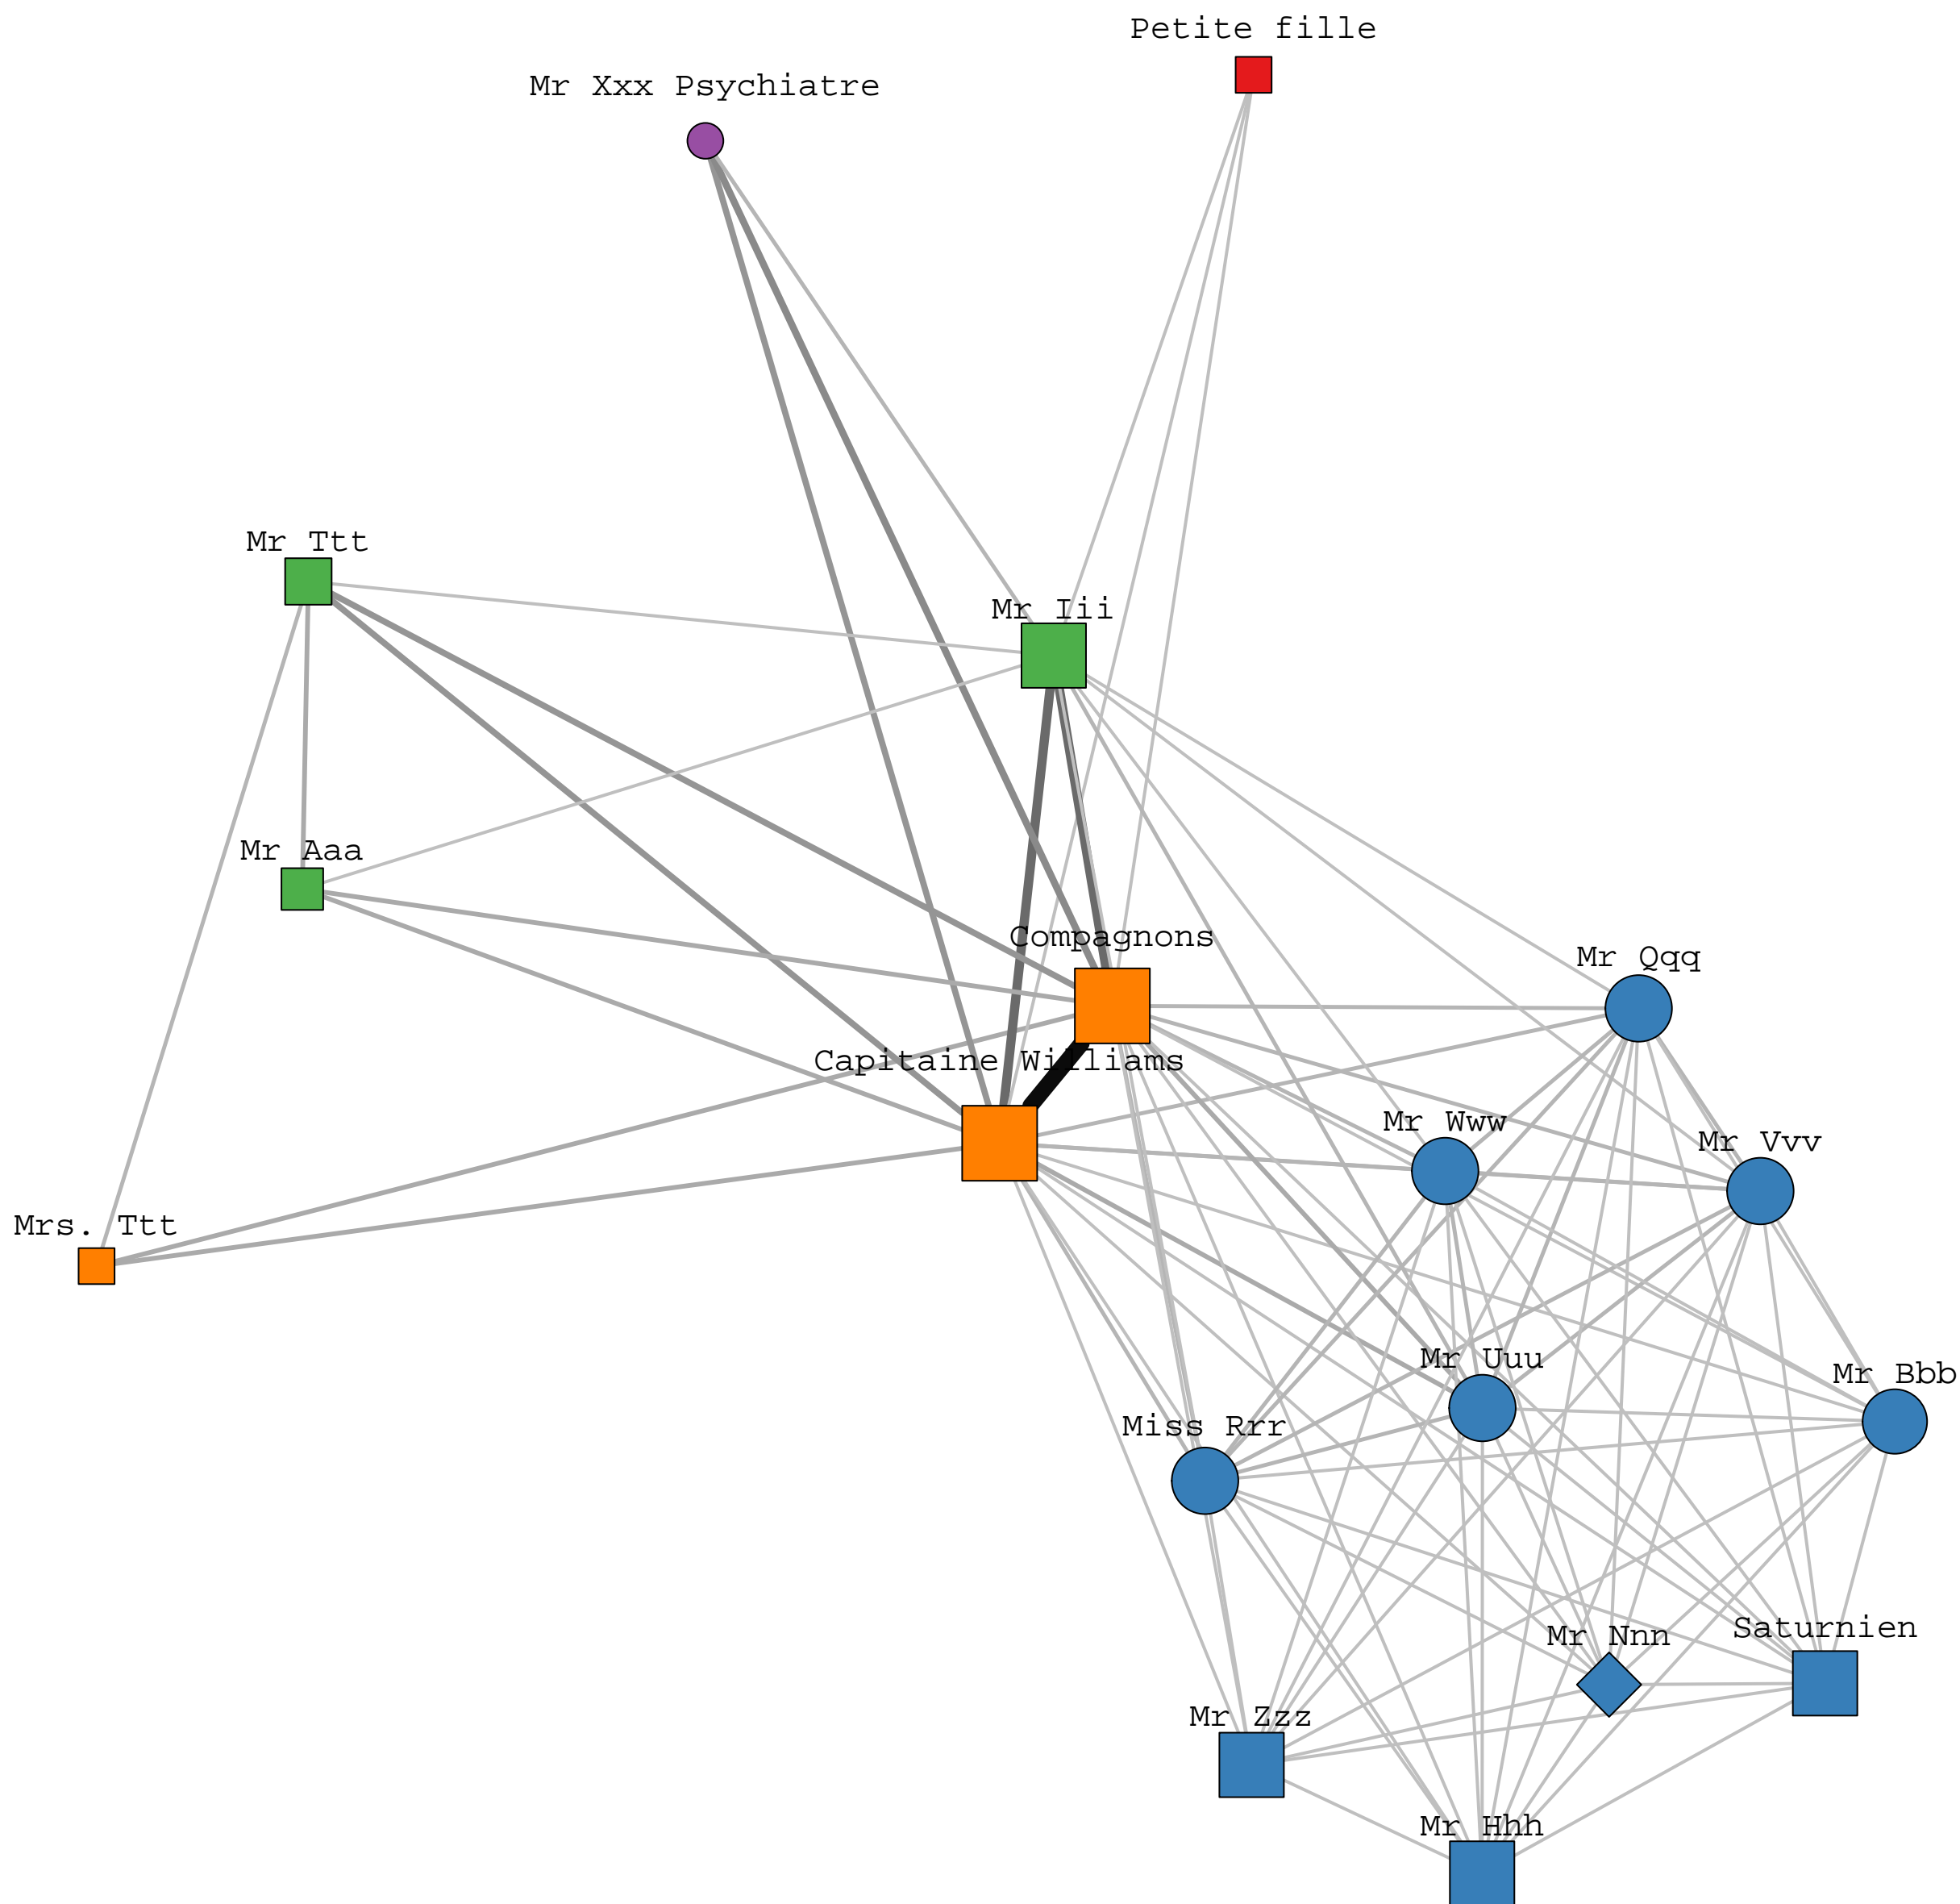 Petite fille
Mr Xxx Psychiatre
Mr Ttt
Mr Iii
Mr Aaa
Compagnons
Mr Qqq
Capitaine Williams
Mr Www
Mr Vvv
Mrs. Ttt
Mr Uuu
Mr Bbb
Miss Rrr
Saturnien
Mr Nnn
Mr Zzz
Mr Hhh